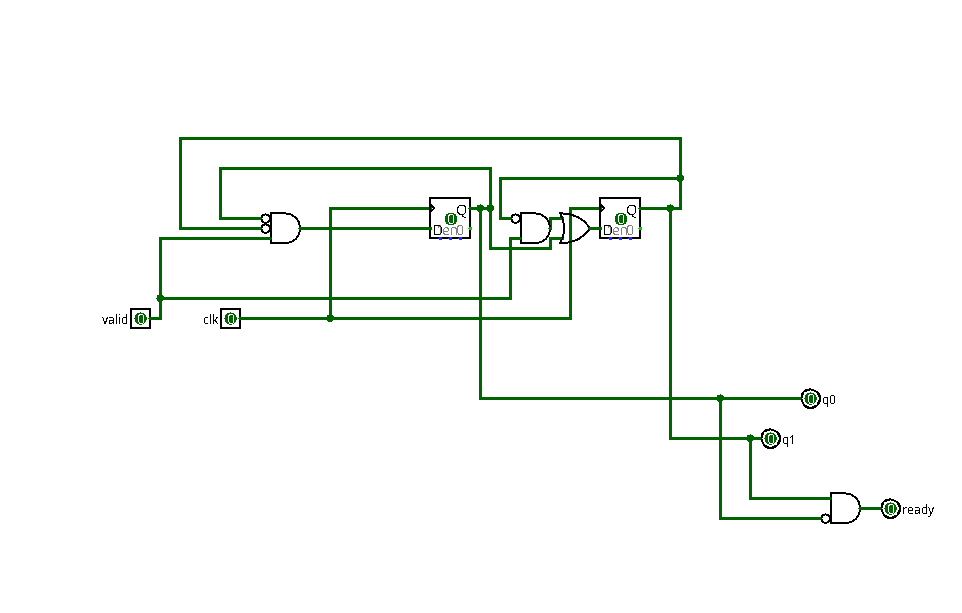 Q
0
Den0
Q
0
Den0
valid 0
clk 0
0 q0
0 q1
0 ready